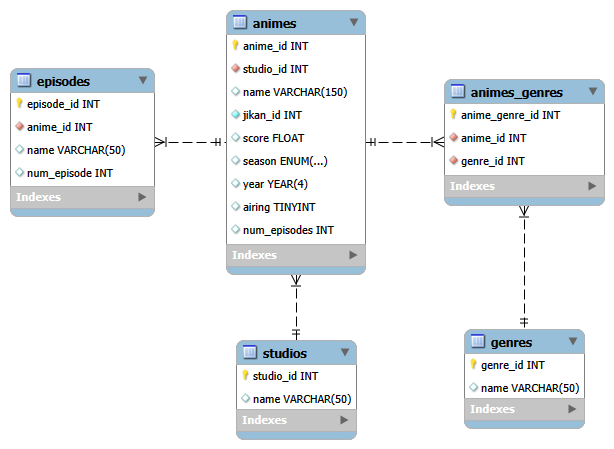 animes
anime_id INT
studio_id INT
name VARCHAR(150)
jikan_id INT
score FLOAT
season ENUM(...)
year YEAR(4)
airing TINYINT
num_episodes INT
Indexes
episodes
episode_id INT
anime_id INT
name VARCHAR(50)
num_episode INT
Indexes
animes_genres
anime_genre_id INT
anime_id INT
genre_id INT
Indexes
studios
studio_id INT
name VARCHAR(50)
Indexes
genres
genre_id INT
name VARCHAR(50)
Indexes